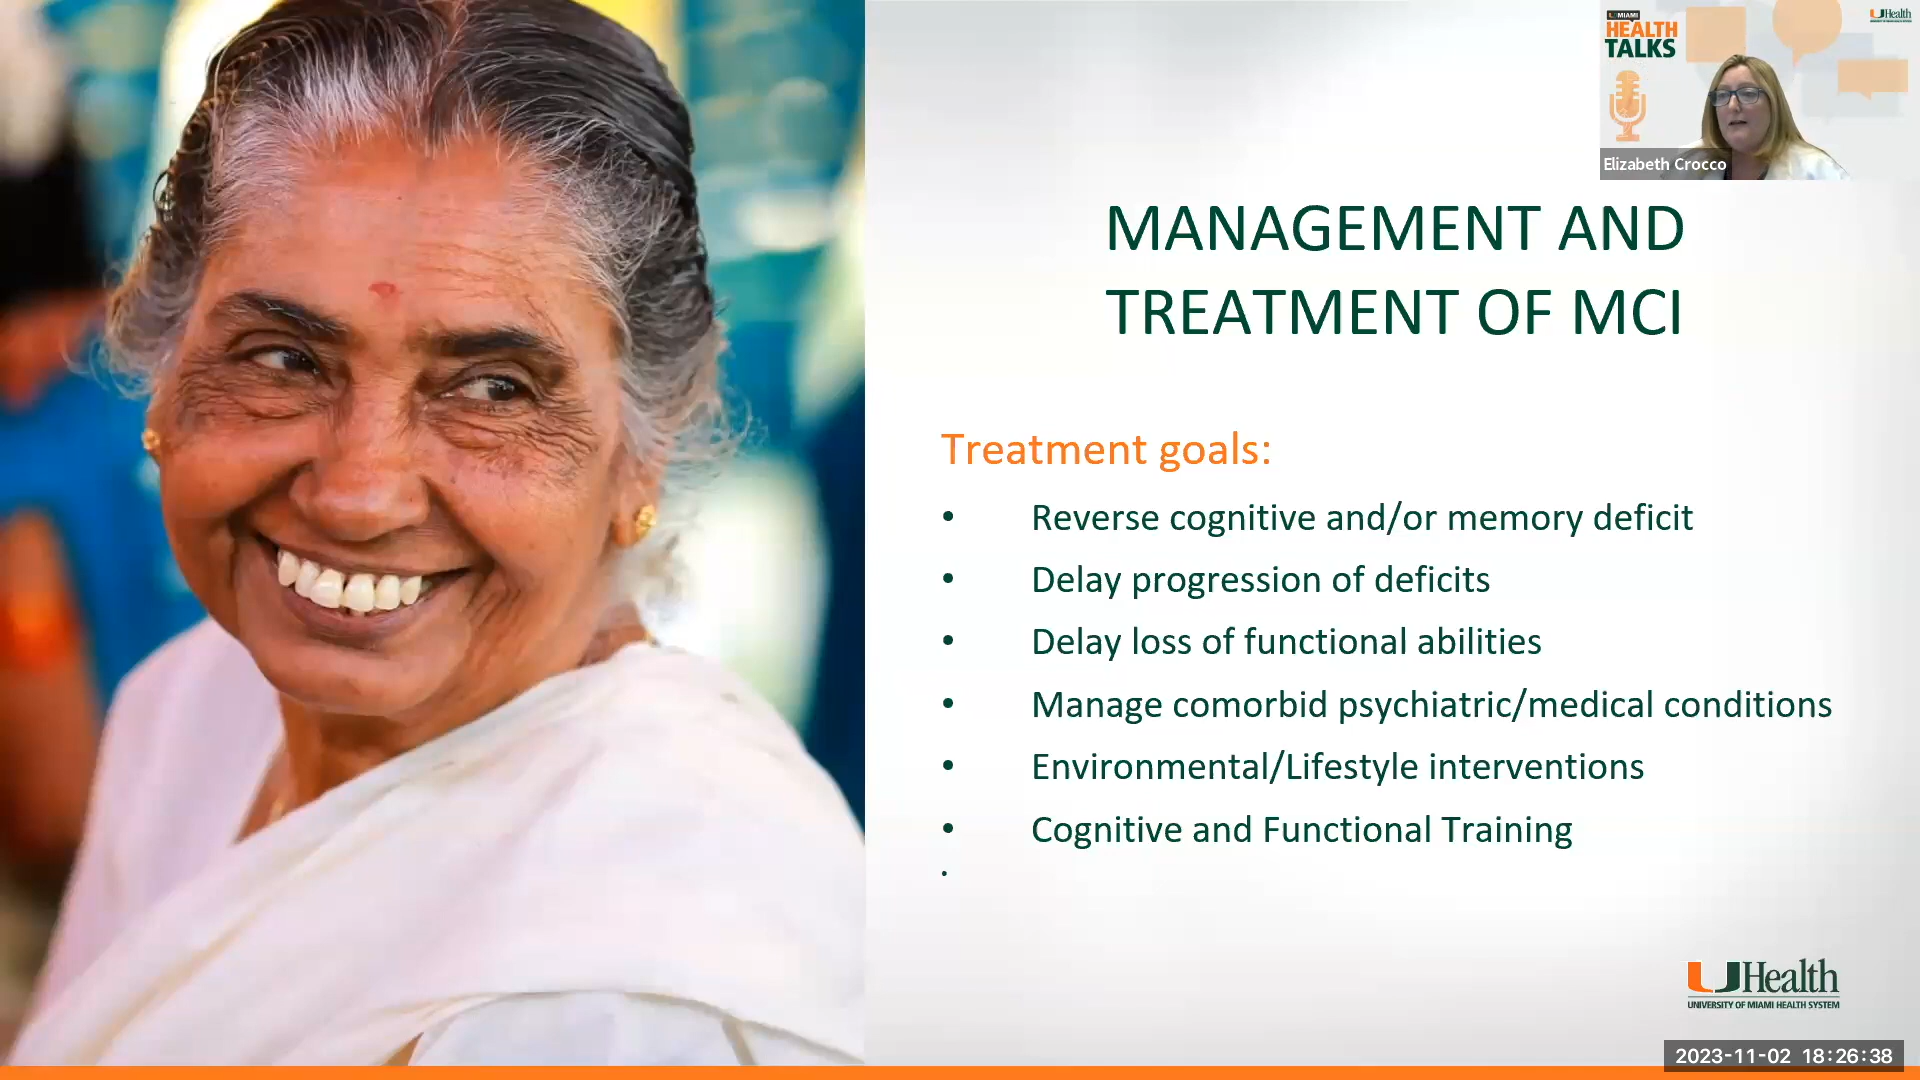 U MIAMI
HEALTH
TALKS
UHealth
Elizabeth Crocco
MANAGEMENT AND
TREATMENT OF MCI
Treatment goals:
• Reverse cognitive and/or memory deficit
• Delay progression of deficits
• Delay loss of functional abilities
• Manage comorbid psychiatric/medical conditions
• Environmental/Lifestyle interventions
• Cognitive and Functional Training
•
UHealth
UNIVERSITY OF MIAMI HEALTH SYSTEM
2023-11-02 18:26:38